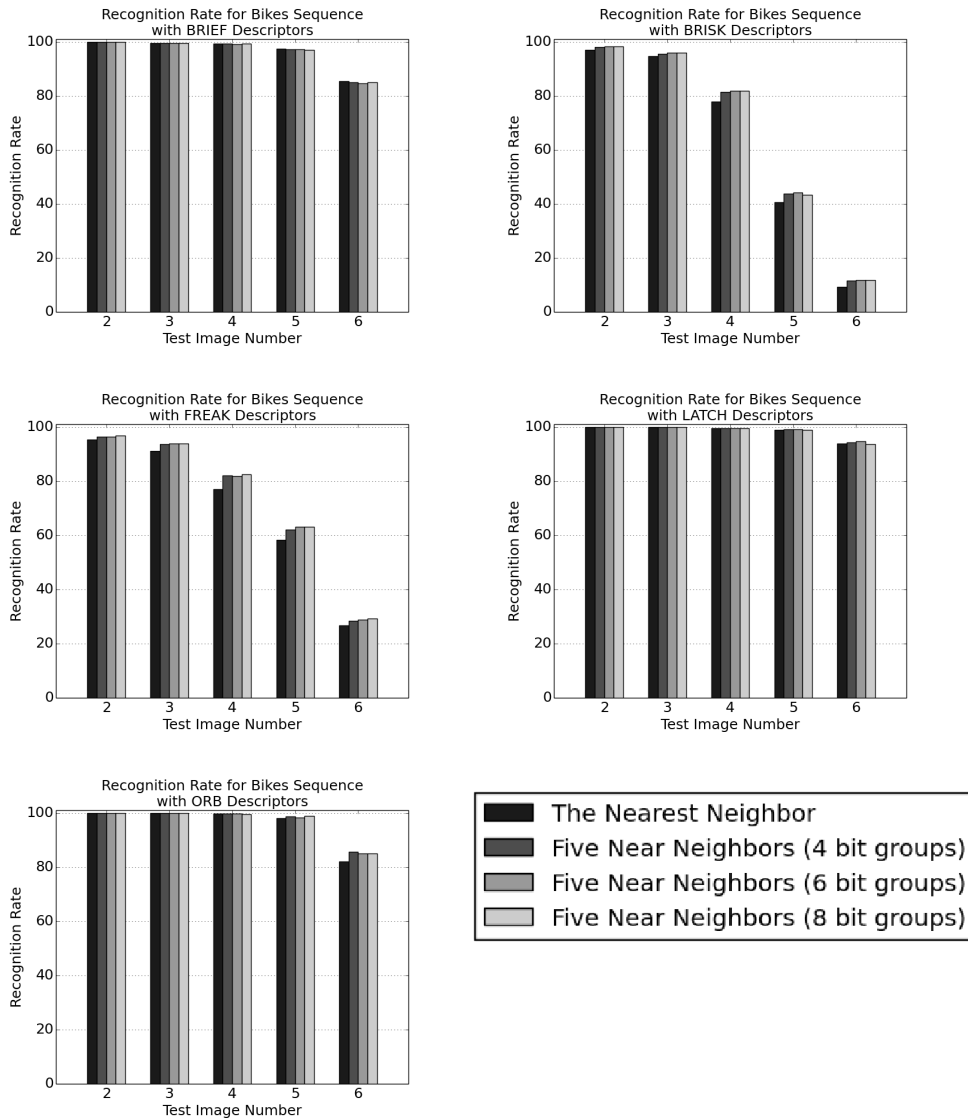 Recognition Rate for Bikes Sequence
with BRIEF Descriptors
100
80
60
40
20
0
Recognition Rate
2 3 4 5 6
Test Image Number
Recognition Rate for Bikes Sequence
with BRISK Descriptors
100
80
60
40
20
0
Recognition Rate
2 3 4 5 6
Test Image Number
Recognition Rate for Bikes Sequence
with FREAK Descriptors
100
80
60
40
20
0
Recognition Rate
2 3 4 5 6
Test Image Number
Recognition Rate for Bikes Sequence
with LATCH Descriptors
100
80
60
40
20
0
Recognition Rate
2 3 4 5 6
Test Image Number
Recognition Rate for Bikes Sequence
with ORB Descriptors
100
80
60
40
20
0
Recognition Rate
2 3 4 5 6
Test Image Number
The Nearest Neighbor
Five Near Neighbors (4 bit groups)
Five Near Neighbors (6 bit groups)
Five Near Neighbors (8 bit groups)